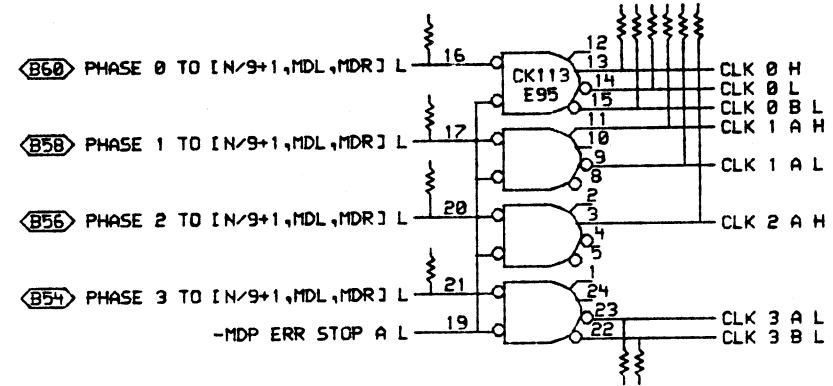 12
B60 PHASE 0 TO [N/9+1,MDL,MDR] L 16 CK113 13 CLK 0 H
E95 14 CLK 0 L
15 CLK 0 B L
11 CLK 1 A H
B58 PHASE 1 TO [N/9+1,MDL,MDR] L 17 10
9 CLK 1 A L
8
2
B56 PHASE 2 TO [N/9+1,MDL,MDR] L 20 3 CLK 2 A H
4
5
1
B54 PHASE 3 TO [N/9+1,MDL,MDR] L 21 24
23 CLK 3 A L
-MDP ERR STOP A L 19 22 CLK 3 B L